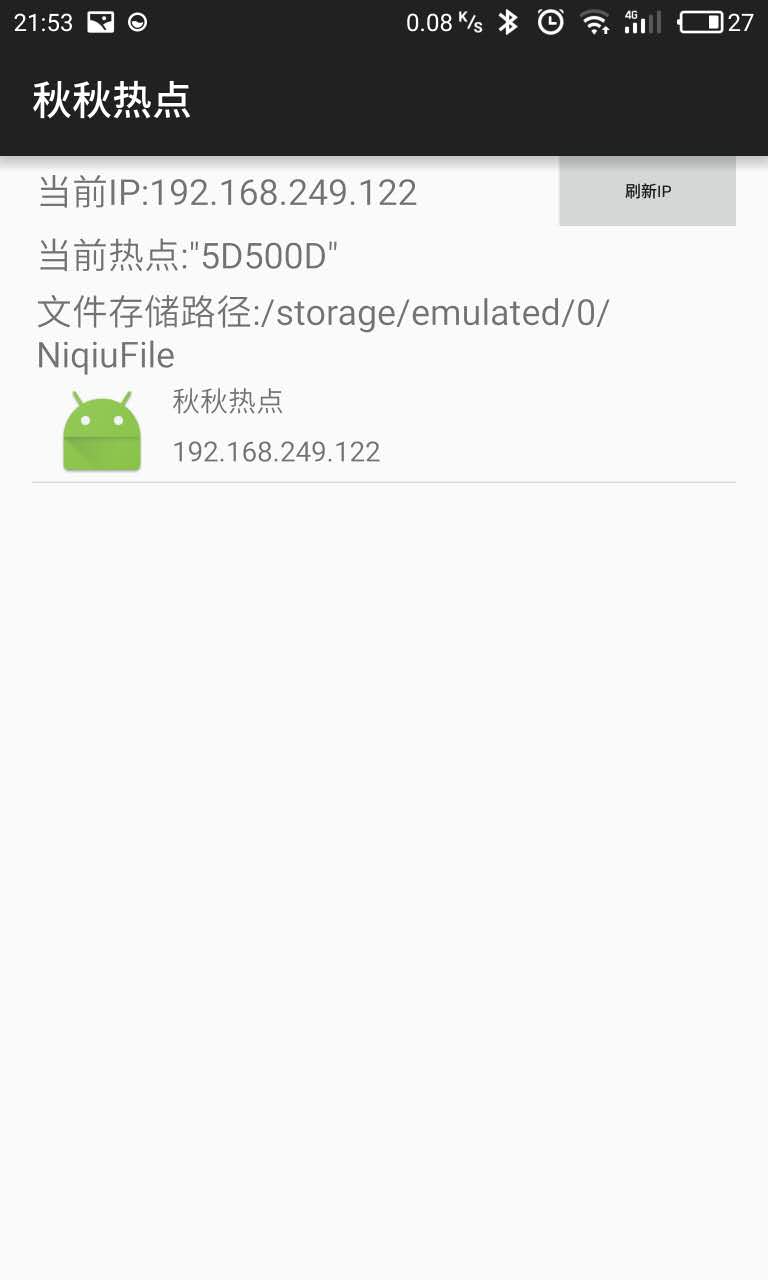 21:53 0.08 K/s 4G 27
秋秋热点
当前IP:192.168.249.122
刷新IP
当前热点:"5D500D"
文件存储路径:/storage/emulated/0/
NiqiuFile
秋秋热点
192.168.249.122